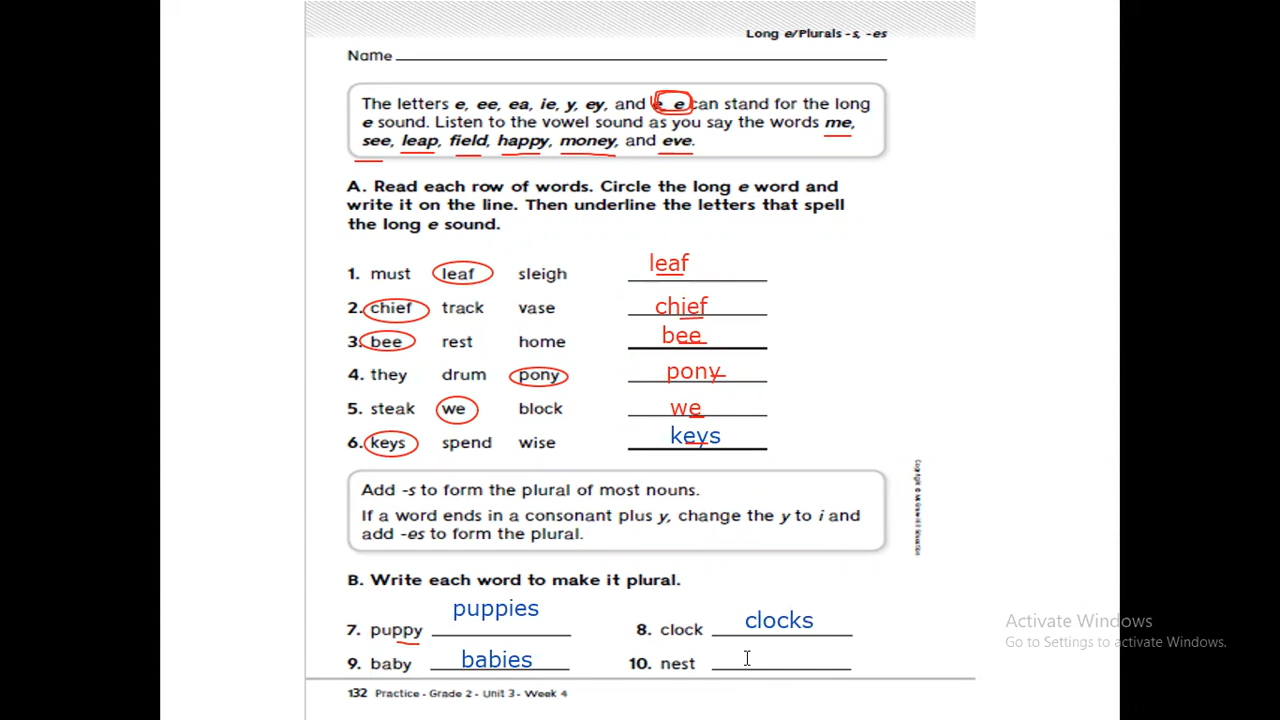 Long e/Plurals -s, -es
Name
The letters e, ee, ea, ie, y, ey, and e_e can stand for the long
e sound. Listen to the vowel sound as you say the words me,
see, leap, field, happy, money, and eve.
A. Read each row of words. Circle the long e word and
write it on the line. Then underline the letters that spell
the long e sound.
1. must leaf sleigh leaf
2. chief track vase chief
3. bee rest home bee
4. they drum pony pony
5. steak we block we
6. keys spend wise keys
Add -s to form the plural of most nouns.
If a word ends in a consonant plus y, change the y to i and
add -es to form the plural.
B. Write each word to make it plural.
7. puppy puppies 8. clock clocks
9. baby babies 10. nest
132 Practice • Grade 2 • Unit 3 • Week 4
Activate Windows
Go to Settings to activate Windows.